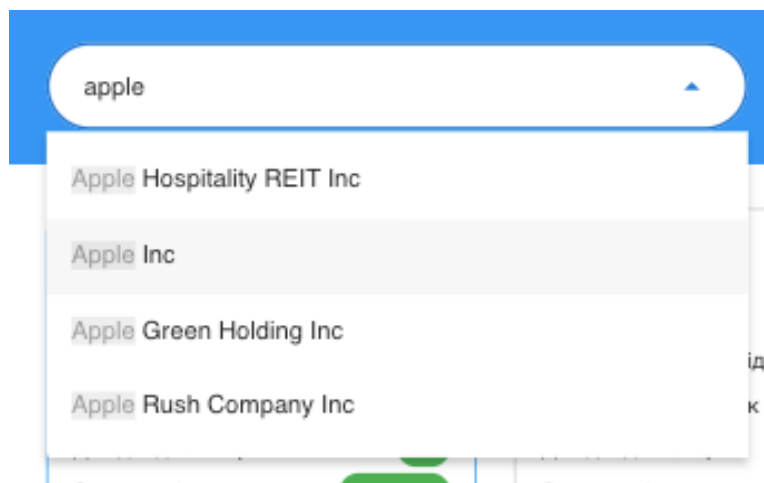 apple
Apple Hospitality REIT Inc
Apple Inc
Apple Green Holding Inc
Apple Rush Company Inc